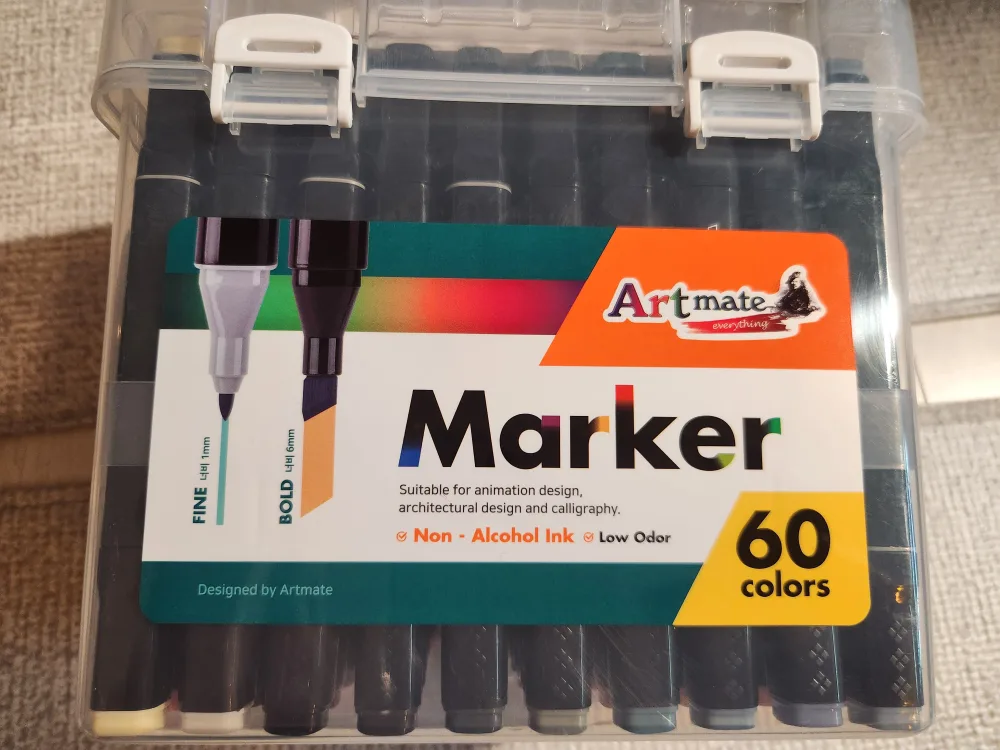 Artmate
everything
Marker
FINE 너비 1mm
BOLD 너비 6mm
Suitable for animation design,
architectural design and calligraphy.
Non - Alcohol Ink Low Odor
60
colors
Designed by Artmate